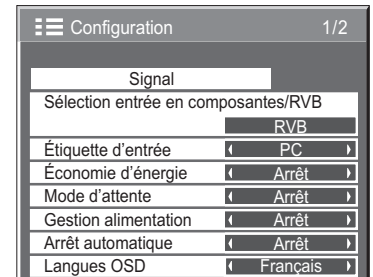 Configuration 1/2
Signal
Sélection entrée en composantes/RVB
RVB
Étiquette d'entrée PC
Économie d'énergie Arrêt
Mode d'attente Arrêt
Gestion alimentation Arrêt
Arrêt automatique Arrêt
Langues OSD Français